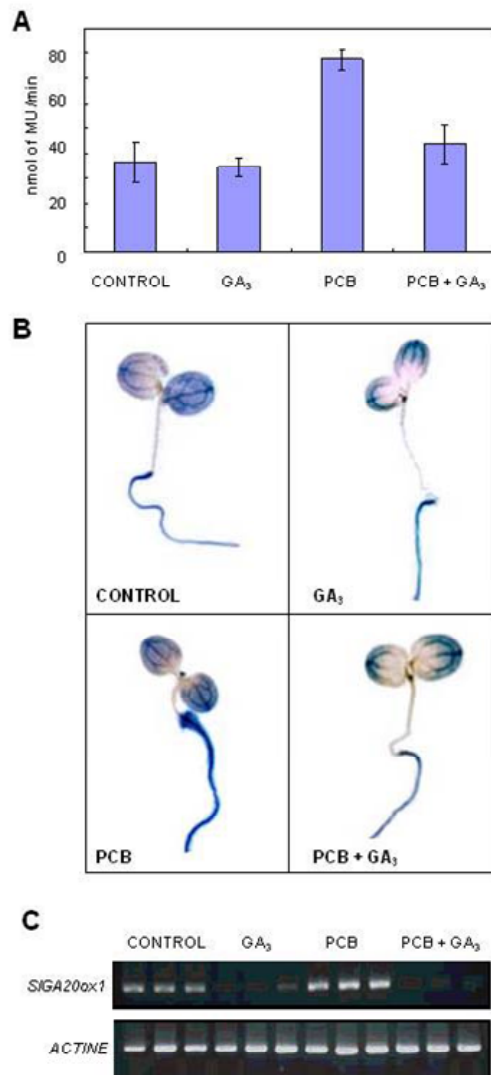 A
nmol of MU/min
80
60
40
20
0
CONTROL GA₃ PCB PCB + GA₃
B
CONTROL
GA₃
PCB
PCB + GA₃
C
CONTROL GA₃ PCB PCB + GA₃
SlGA20ox1
ACTINE